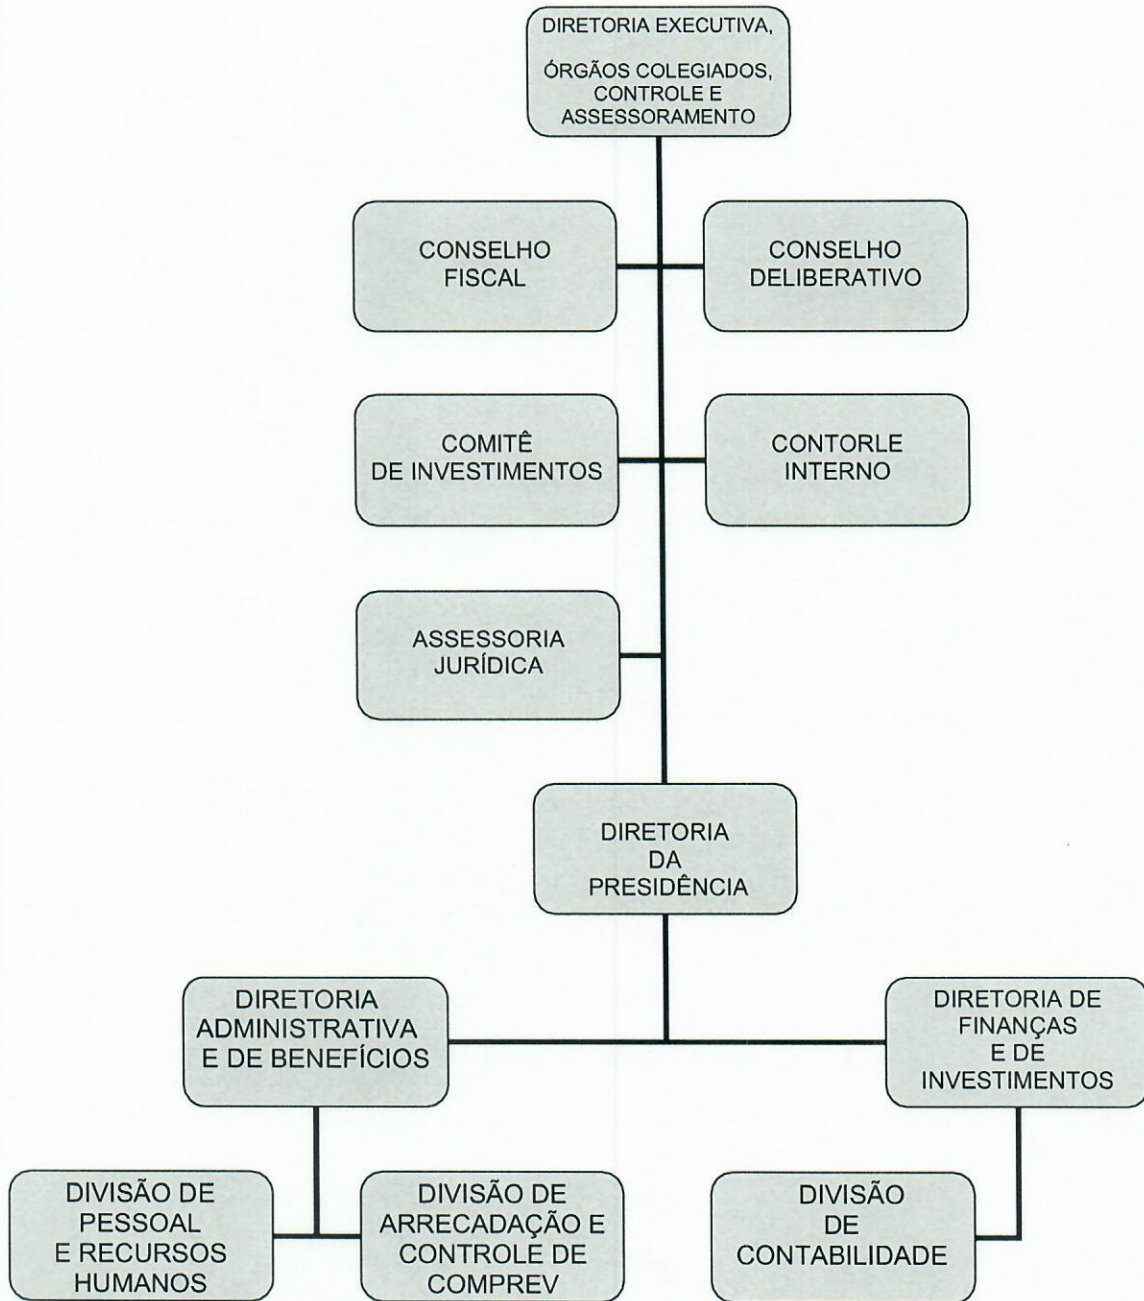 DIRETORIA EXECUTIVA,
ÓRGÃOS COLEGIADOS,
CONTROLE E
ASSESSORAMENTO
CONSELHO
FISCAL
CONSELHO
DELIBERATIVO
COMITÊ
DE INVESTIMENTOS
CONTORLE
INTERNO
ASSESSORIA
JURÍDICA
DIRETORIA
DA
PRESIDÊNCIA
DIRETORIA
ADMINISTRATIVA
E DE BENEFÍCIOS
DIRETORIA DE
FINANÇAS
E DE
INVESTIMENTOS
DIVISÃO DE
PESSOAL
E RECURSOS
HUMANOS
DIVISÃO DE
ARRECADAÇÃO E
CONTROLE DE
COMPREV
DIVISÃO
DE
CONTABILIDADE